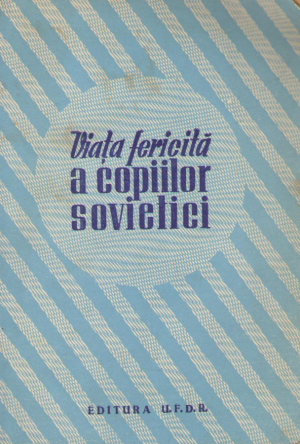 Viața fericită
a copiilor
sovietici
EDITURA U.F.D.R.